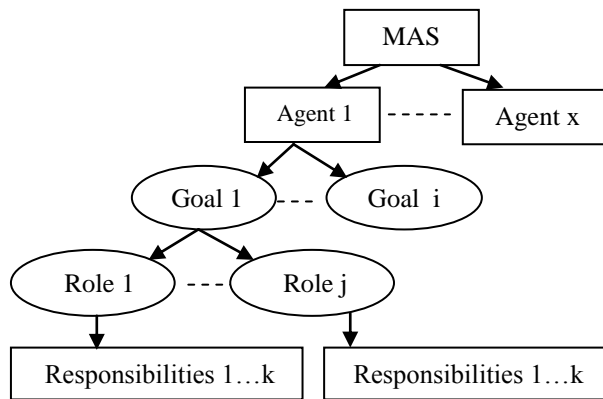 MAS
Agent 1
Agent x
Goal 1
Goal i
Role 1
Role j
Responsibilities 1…k
Responsibilities 1…k